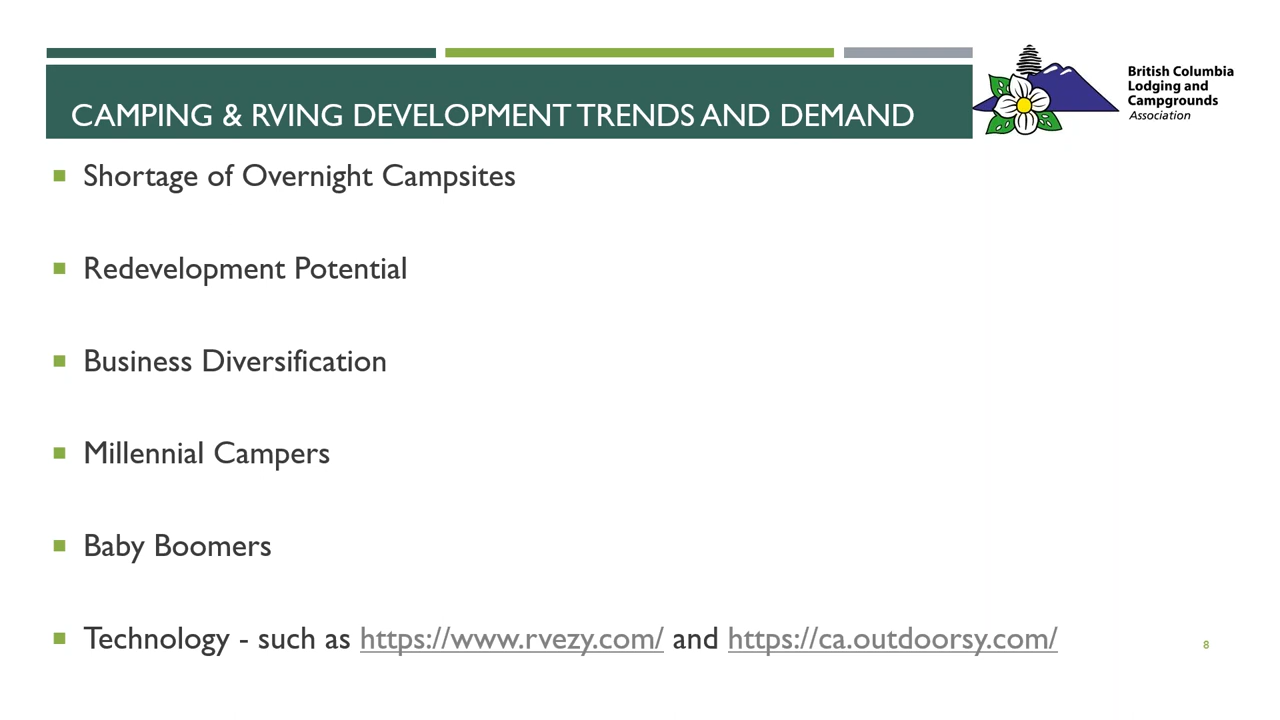 CAMPING & RVING DEVELOPMENT TRENDS AND DEMAND
British Columbia
Lodging and
Campgrounds
Association
Shortage of Overnight Campsites
Redevelopment Potential
Business Diversification
Millennial Campers
Baby Boomers
Technology - such as https://www.rvezy.com/ and https://ca.outdoorsy.com/
8